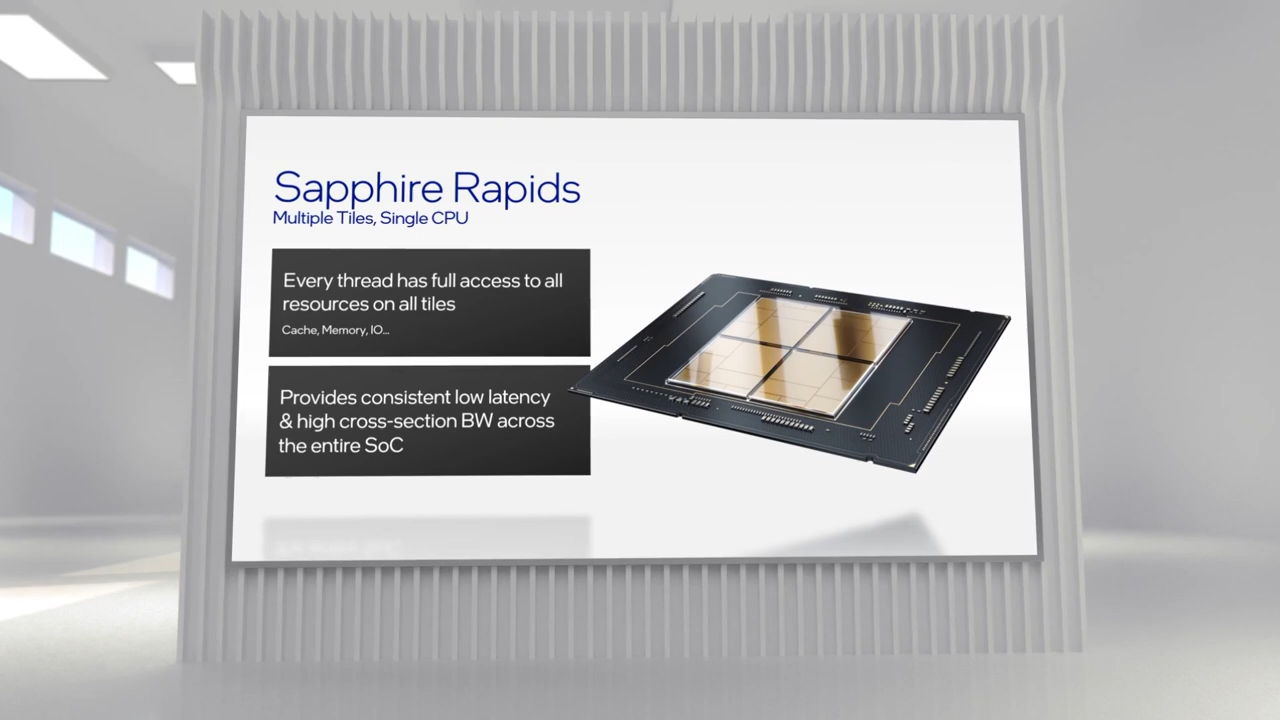 Sapphire Rapids
Multiple Tiles, Single CPU
Every thread has full access to all
resources on all tiles
Cache, Memory, IO...
Provides consistent low latency
& high cross-section BW across
the entire SoC